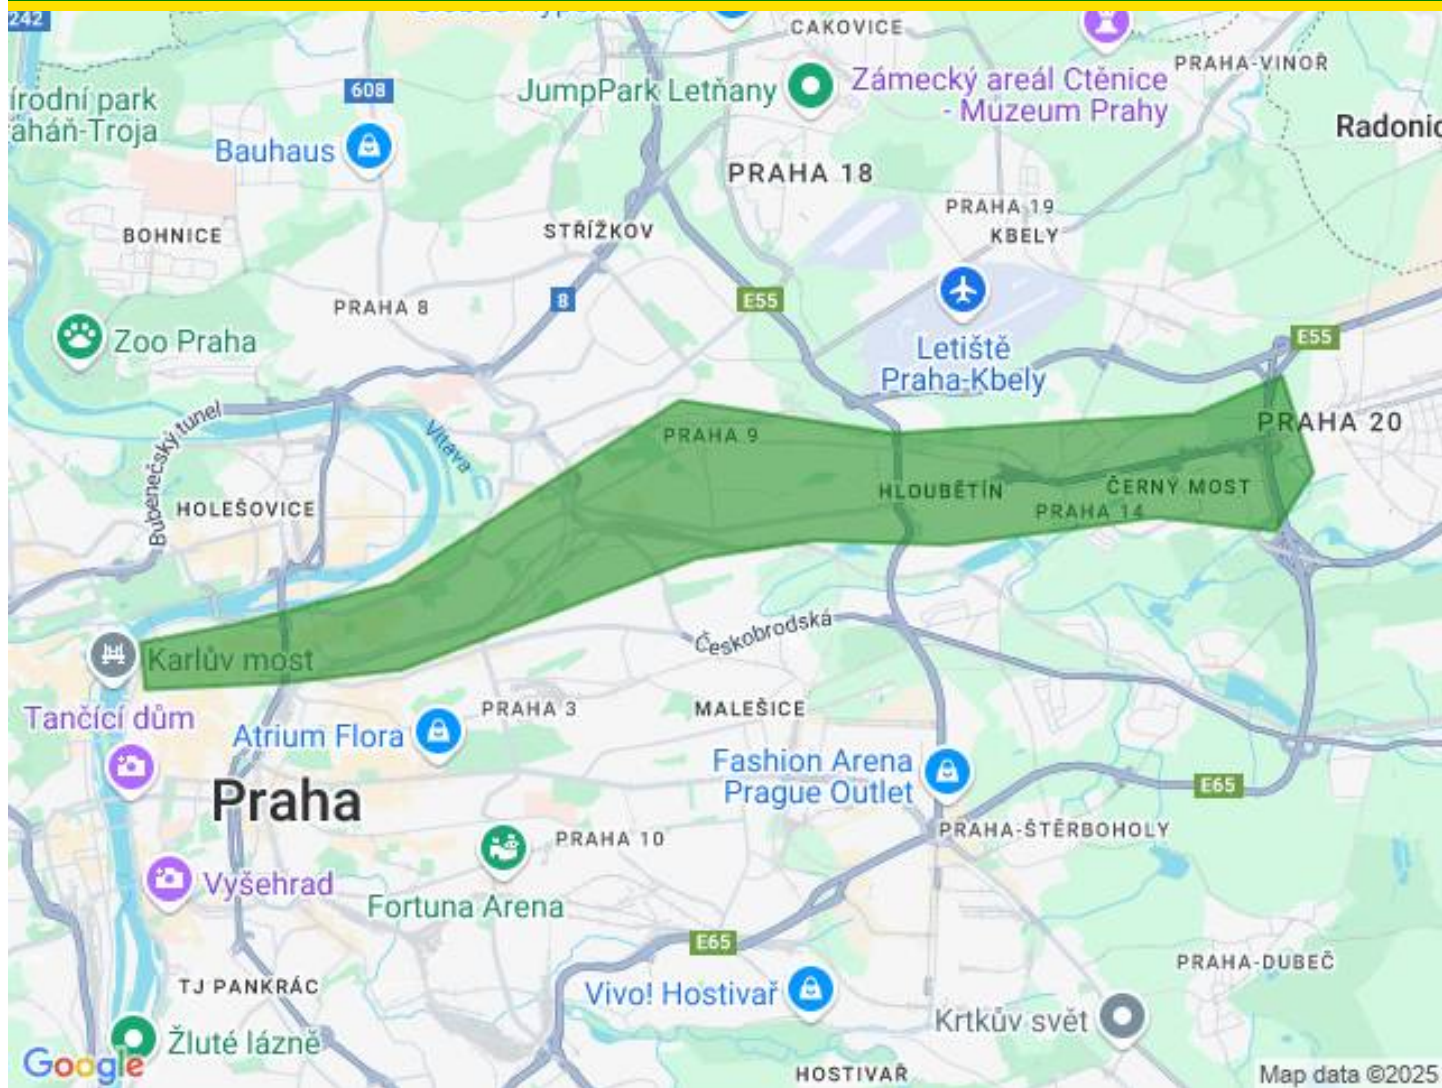 242
ČAKOVICE
PRAHA-VINOŘ
JumpPark Letňany
Zámecký areál Ctěnice
- Muzeum Prahy
608
írodní park
aháň-Troja
Radonic
Bauhaus
PRAHA 18
PRAHA 19
KBELY
BOHNICE
STŘÍŽKOV
8
E55
PRAHA 8
Zoo Praha
Letiště
Praha-Kbely
E55
Bubenečský tunel
Vltava
PRAHA 9
PRAHA 20
HLOUBĚTÍN
ČERNÝ MOST
PRAHA 14
HOLEŠOVICE
Karlův most
Českobrodská
Tančící dům
Atrium Flora
PRAHA 3
MALEŠICE
Praha
Fashion Arena
Prague Outlet
E65
PRAHA-ŠTĚRBOHOLY
PRAHA 10
Vyšehrad
Fortuna Arena
E65
PRAHA-DUBEČ
TJ PANKRÁC
Vivo! Hostivař
Krtkův svět
Žluté lázně
Google
HOSTIVAŘ
Map data ©2025